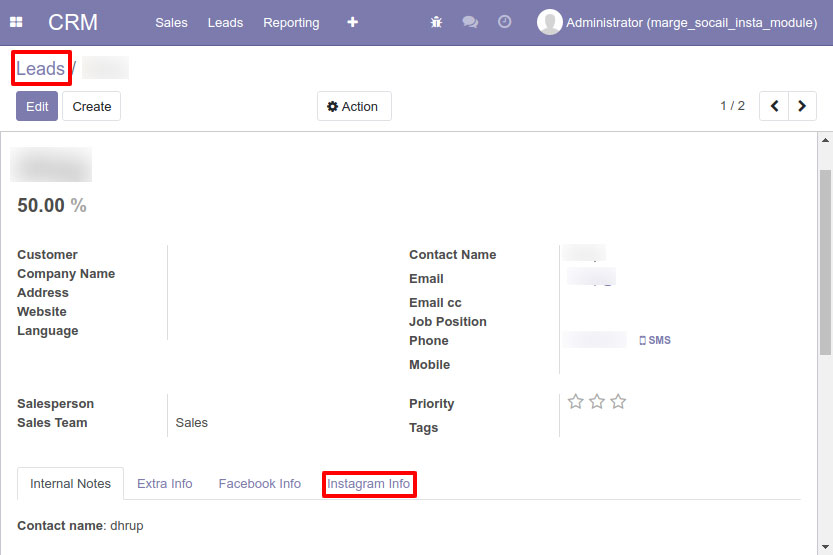 CRM Sales Leads Reporting Administrator (marge_socail_insta_module)
Leads /
Edit Create Action 1 / 2
50.00 %
Customer
Company Name
Address
Website
Language
Contact Name
Email
Email cc
Job Position
Phone SMS
Mobile
Salesperson
Sales Team Sales
Priority
Tags
Internal Notes Extra Info Facebook Info Instagram Info
Contact name: dhrup